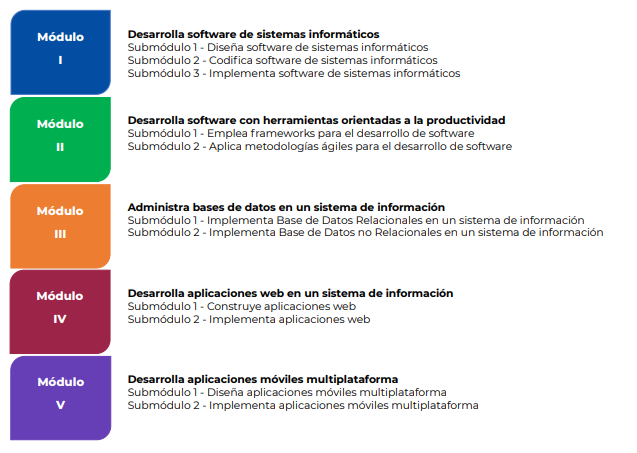 Módulo
I
Desarrolla software de sistemas informáticos
Submódulo 1 - Diseña software de sistemas informáticos
Submódulo 2 - Codifica software de sistemas informáticos
Submódulo 3 - Implementa software de sistemas informáticos
Módulo
II
Desarrolla software con herramientas orientadas a la productividad
Submódulo 1 - Emplea frameworks para el desarrollo de software
Submódulo 2 - Aplica metodologías ágiles para el desarrollo de software
Módulo
III
Administra bases de datos en un sistema de información
Submódulo 1 - Implementa Base de Datos Relacionales en un sistema de información
Submódulo 2 - Implementa Base de Datos no Relacionales en un sistema de información
Módulo
IV
Desarrolla aplicaciones web en un sistema de información
Submódulo 1 - Construye aplicaciones web
Submódulo 2 - Implementa aplicaciones web
Módulo
V
Desarrolla aplicaciones móviles multiplataforma
Submódulo 1 - Diseña aplicaciones móviles multiplataforma
Submódulo 2 - Implementa aplicaciones móviles multiplataforma